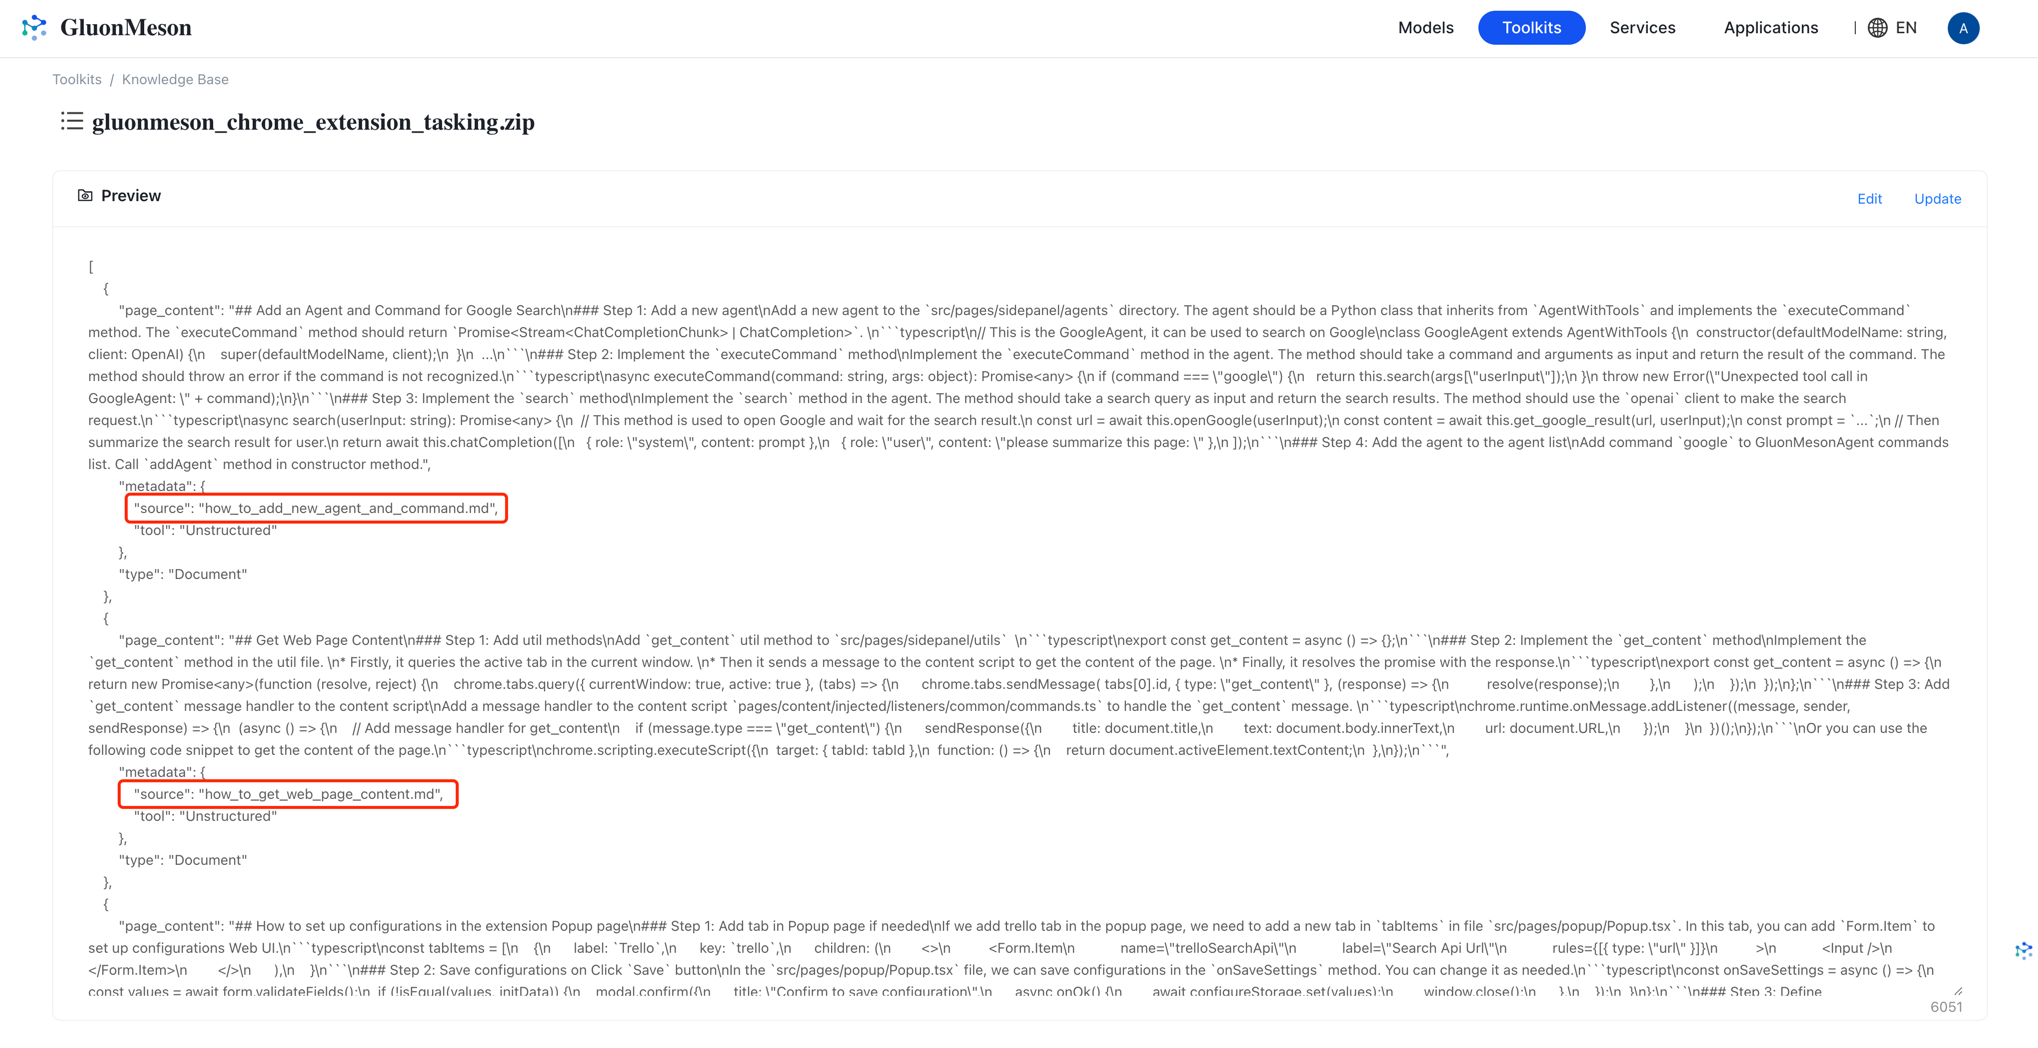 GluonMeson
Models Toolkits Services Applications | EN A
Toolkits / Knowledge Base
gluonmeson_chrome_extension_tasking.zip
Preview
Edit Update
[
{
"page_content": "## Add an Agent and Command for Google Search\n### Step 1: Add a new agent\nAdd a new agent to the `src/pages/sidepanel/agents` directory. The agent should be a Python class that inherits from `AgentWithTools` and implements the `executeCommand`
method. The `executeCommand` method should return `Promise<Stream<ChatCompletionChunk> | ChatCompletion>`. \n```typescript\n// This is the GoogleAgent, it can be used to search on Google\nclass GoogleAgent extends AgentWithTools {\n constructor(defaultModelName: string,
client: OpenAI) {\n super(defaultModelName, client);\n }\n ...\n```\n### Step 2: Implement the `executeCommand` method\nImplement the `executeCommand` method in the agent. The method should take a command and arguments as input and return the result of the command. The
method should throw an error if the command is not recognized.\n```typescript\nasync executeCommand(command: string, args: object): Promise<any> {\n if (command === \"google\") {\n return this.search(args[\"userInput\"]);\n }\n throw new Error(\"Unexpected tool call in
GoogleAgent: \" + command);\n}\n```\n### Step 3: Implement the `search` method\nImplement the `search` method in the agent. The method should take a search query as input and return the search results. The method should use the `openai` client to make the search
request.\n```typescript\nasync search(userInput: string): Promise<any> {\n // This method is used to open Google and wait for the search result.\n const url = await this.openGoogle(userInput);\n const content = await this.get_google_result(url, userInput);\n const prompt = `...`;\n // Then
summarize the search result for user.\n return await this.chatCompletion([\n { role: \"system\", content: prompt },\n { role: \"user\", content: \"please summarize this page: \" },\n ]);\n```\n### Step 4: Add the agent to the agent list\nAdd command `google` to GluonMesonAgent commands
list. Call `addAgent` method in constructor method.",
"metadata": {
"source": "how_to_add_new_agent_and_command.md",
"tool": "Unstructured"
},
"type": "Document"
},
{
"page_content": "## Get Web Page Content\n### Step 1: Add util methods\nAdd `get_content` util method to `src/pages/sidepanel/utils` \n```typescript\nexport const get_content = async () => {};\n```\n### Step 2: Implement the `get_content` method\nImplement the
`get_content` method in the util file. \n* Firstly, it queries the active tab in the current window. \n* Then it sends a message to the content script to get the content of the page. \n* Finally, it resolves the promise with the response.\n```typescript\nexport const get_content = async () => {\n
return new Promise<any>(function (resolve, reject) {\n chrome.tabs.query({ currentWindow: true, active: true }, (tabs) => {\n chrome.tabs.sendMessage( tabs[0].id, { type: \"get_content\" }, (response) => {\n resolve(response);\n },\n );\n });\n });\n};\n```\n### Step 3: Add
`get_content` message handler to the content script\nAdd a message handler to the content script `pages/content/injected/listeners/common/commands.ts` to handle the `get_content` message. \n```typescript\nchrome.runtime.onMessage.addListener((message, sender,
sendResponse) => {\n (async () => {\n // Add message handler for get_content\n if (message.type === \"get_content\") {\n sendResponse({\n title: document.title,\n text: document.body.innerText,\n url: document.URL,\n });\n }\n })();\n});\n```\nOr you can use the
following code snippet to get the content of the page.\n```typescript\nchrome.scripting.executeScript({\n target: { tabId: tabId },\n function: () => {\n return document.activeElement.textContent;\n },\n});\n```",
"metadata": {
"source": "how_to_get_web_page_content.md",
"tool": "Unstructured"
},
"type": "Document"
},
{
"page_content": "## How to set up configurations in the extension Popup page\n### Step 1: Add tab in Popup page if needed\nIf we add trello tab in the popup page, we need to add a new tab in `tabItems` in file `src/pages/popup/Popup.tsx`. In this tab, you can add `Form.Item` to
set up configurations Web UI.\n```typescript\nconst tabItems = [\n {\n label: `Trello`,\n key: `trello`,\n children: (\n <>\n <Form.Item\n name=\"trelloSearchApi\"\n label=\"Search Api Url\"\n rules={[{ type: \"url\" }]}\n >\n <Input />\n
</Form.Item>\n </>\n ),\n }\n```\n### Step 2: Save configurations on Click `Save` button\nIn the `src/pages/popup/Popup.tsx` file, we can save configurations in the `onSaveSettings` method. You can change it as needed.\n```typescript\nconst onSaveSettings = async () => {\n
const values = await form.validateFields();\n if (!isEqual(values, initData)) {\n modal.confirm({\n title: \"Confirm to save configuration\",\n async onOk() {\n await configureStorage.set(values);\n window.close();\n },\n });\n }\n};\n```\n### Step 3: Define
6051